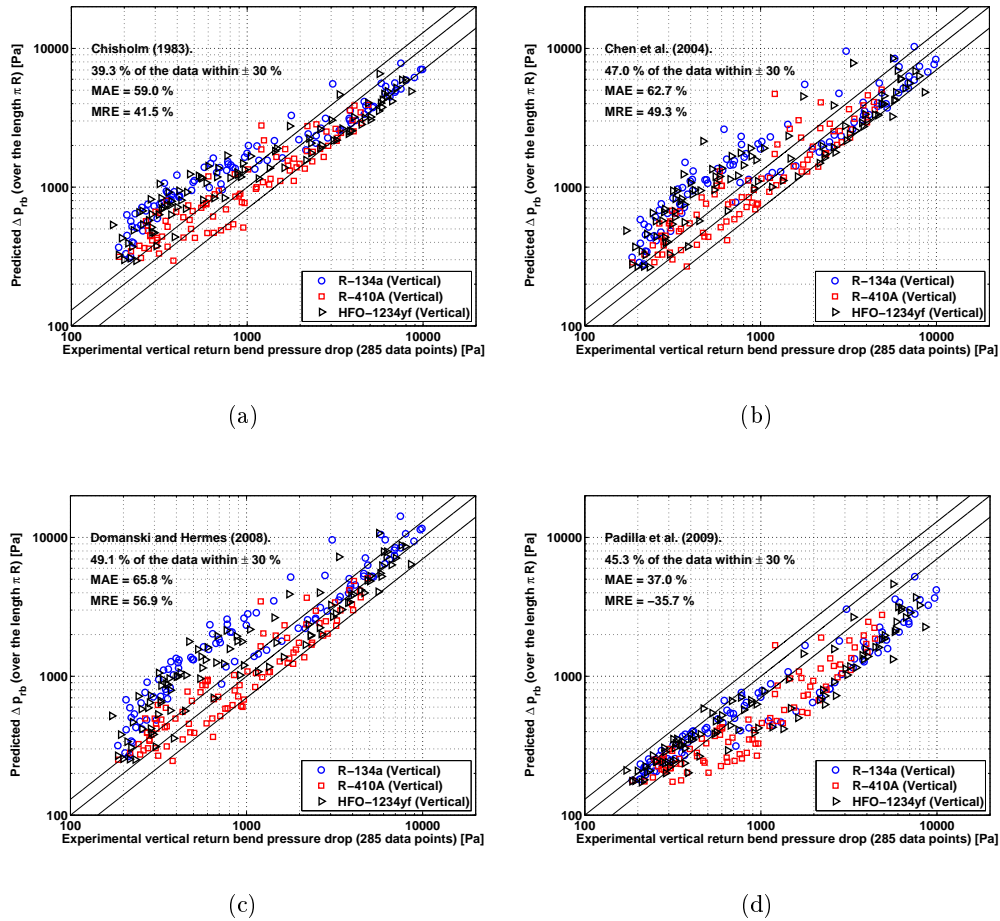 Chisholm (1983).
39.3 % of the data within ± 30 %
MAE = 59.0 %
MRE = 41.5 %
Predicted Δ p_rb (over the length π R) [Pa]
10000
1000
100
100
1000
10000
R−134a (Vertical)
R−410A (Vertical)
HFO−1234yf (Vertical)
Experimental vertical return bend pressure drop (285 data points) [Pa]
(a)
Chen et al. (2004).
47.0 % of the data within ± 30 %
MAE = 62.7 %
MRE = 49.3 %
Predicted Δ p_rb (over the length π R) [Pa]
10000
1000
100
100
1000
10000
R−134a (Vertical)
R−410A (Vertical)
HFO−1234yf (Vertical)
Experimental vertical return bend pressure drop (285 data points) [Pa]
(b)
Domanski and Hermes (2008).
49.1 % of the data within ± 30 %
MAE = 65.8 %
MRE = 56.9 %
Predicted Δ p_rb (over the length π R) [Pa]
10000
1000
100
100
1000
10000
R−134a (Vertical)
R−410A (Vertical)
HFO−1234yf (Vertical)
Experimental vertical return bend pressure drop (285 data points) [Pa]
(c)
Padilla et al. (2009).
45.3 % of the data within ± 30 %
MAE = 37.0 %
MRE = −35.7 %
Predicted Δ p_rb (over the length π R) [Pa]
10000
1000
100
100
1000
10000
R−134a (Vertical)
R−410A (Vertical)
HFO−1234yf (Vertical)
Experimental vertical return bend pressure drop (285 data points) [Pa]
(d)